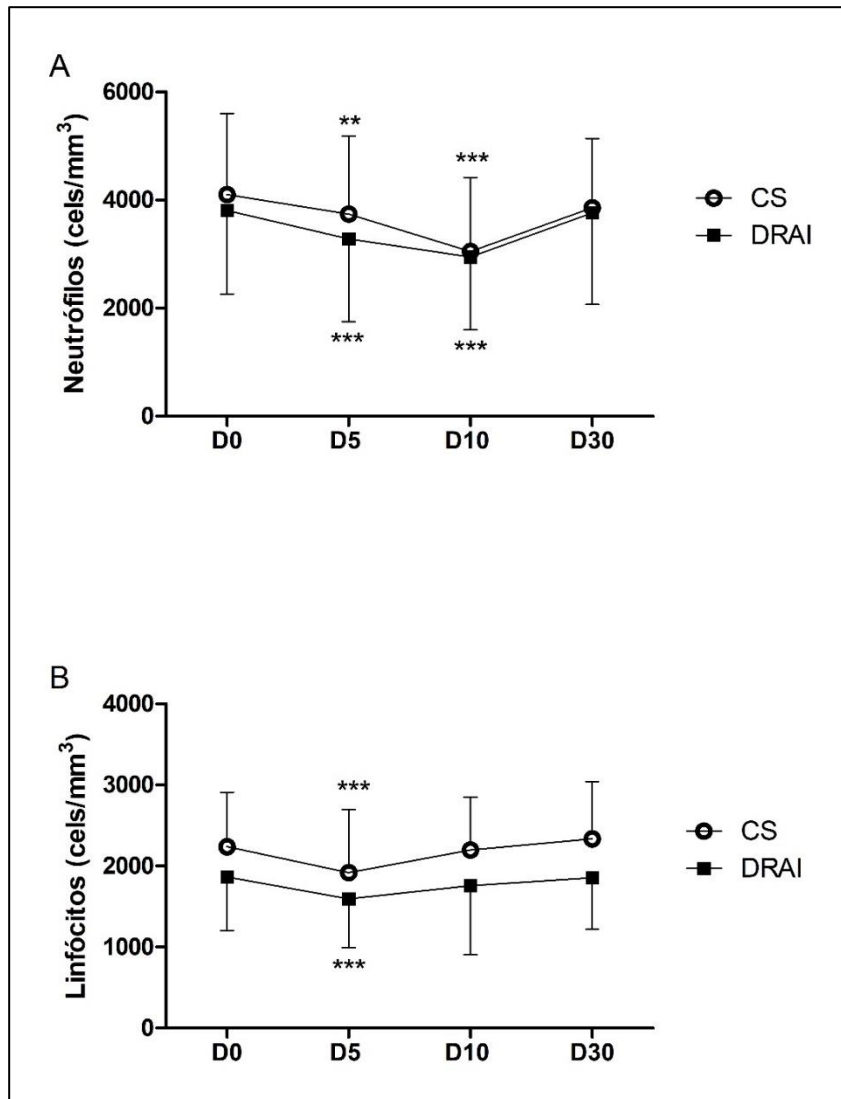 A
Neutrófilos (cels/mm³)
6000
4000
2000
0
**
***
***
***
D0 D5 D10 D30
CS
DRAI
B
Linfócitos (cels/mm³)
4000
3000
2000
1000
0
***
***
D0 D5 D10 D30
CS
DRAI